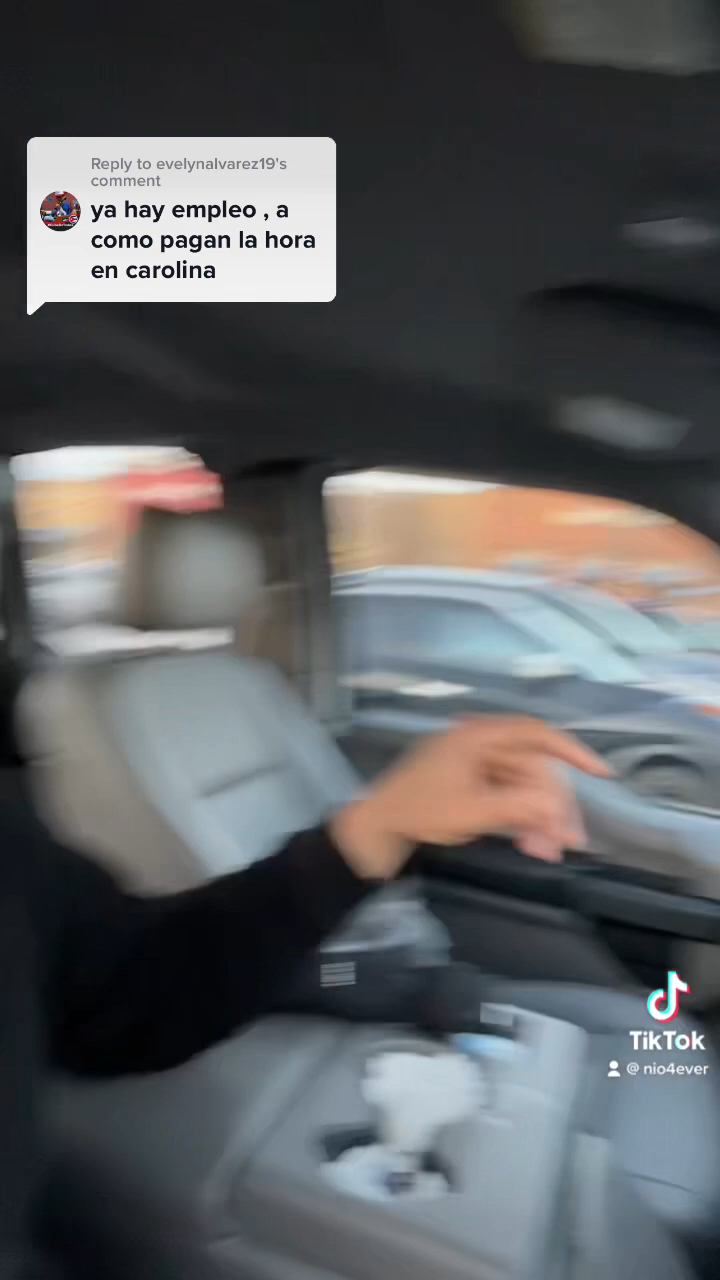 Reply to evelynalvarez19's
comment
ya hay empleo , a
como pagan la hora
en carolina
TikTok
@ nio4ever